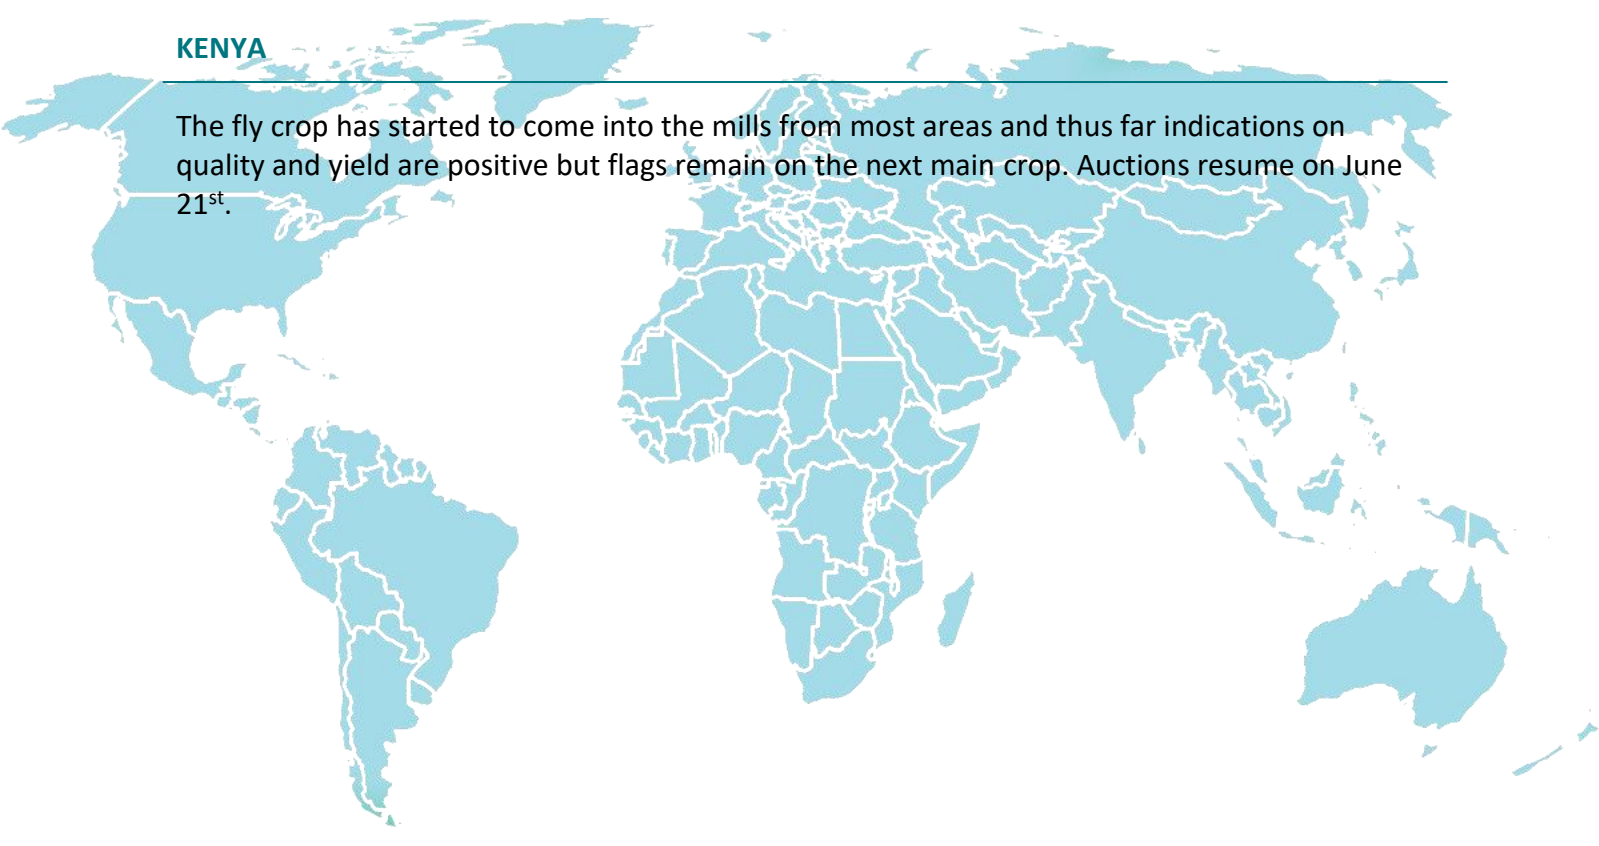 KENYA
The fly crop has started to come into the mills from most areas and thus far indications on
quality and yield are positive but flags remain on the next main crop. Auctions resume on June
21st.